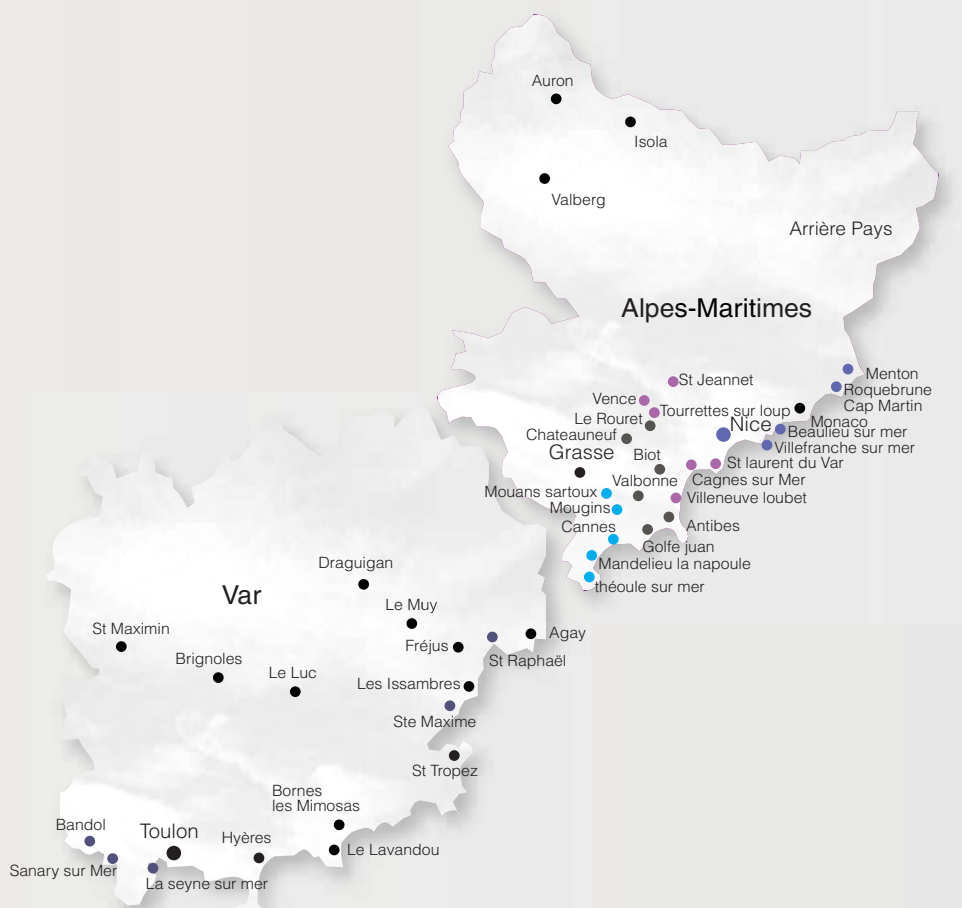 Auron
Isola
Valberg
Arrière Pays
Alpes-Maritimes
Menton
St Jeannet
Roquebrune
Cap Martin
Vence
Tourrettes sur loup
Le Rouret
Monaco
Nice
Beaulieu sur mer
Chateauneuf
Villefranche sur mer
Grasse
Biot
St laurent du Var
Valbonne
Cagnes sur Mer
Mouans sartoux
Villeneuve loubet
Mougins
Cannes
Antibes
Golfe juan
Mandelieu la napoule
théoule sur mer
Draguigan
Var
Le Muy
St Maximin
Agay
Fréjus
St Raphaël
Brignoles
Le Luc
Les Issambres
Ste Maxime
St Tropez
Bornes
les Mimosas
Bandol
Toulon
Hyères
Le Lavandou
Sanary sur Mer
La seyne sur mer